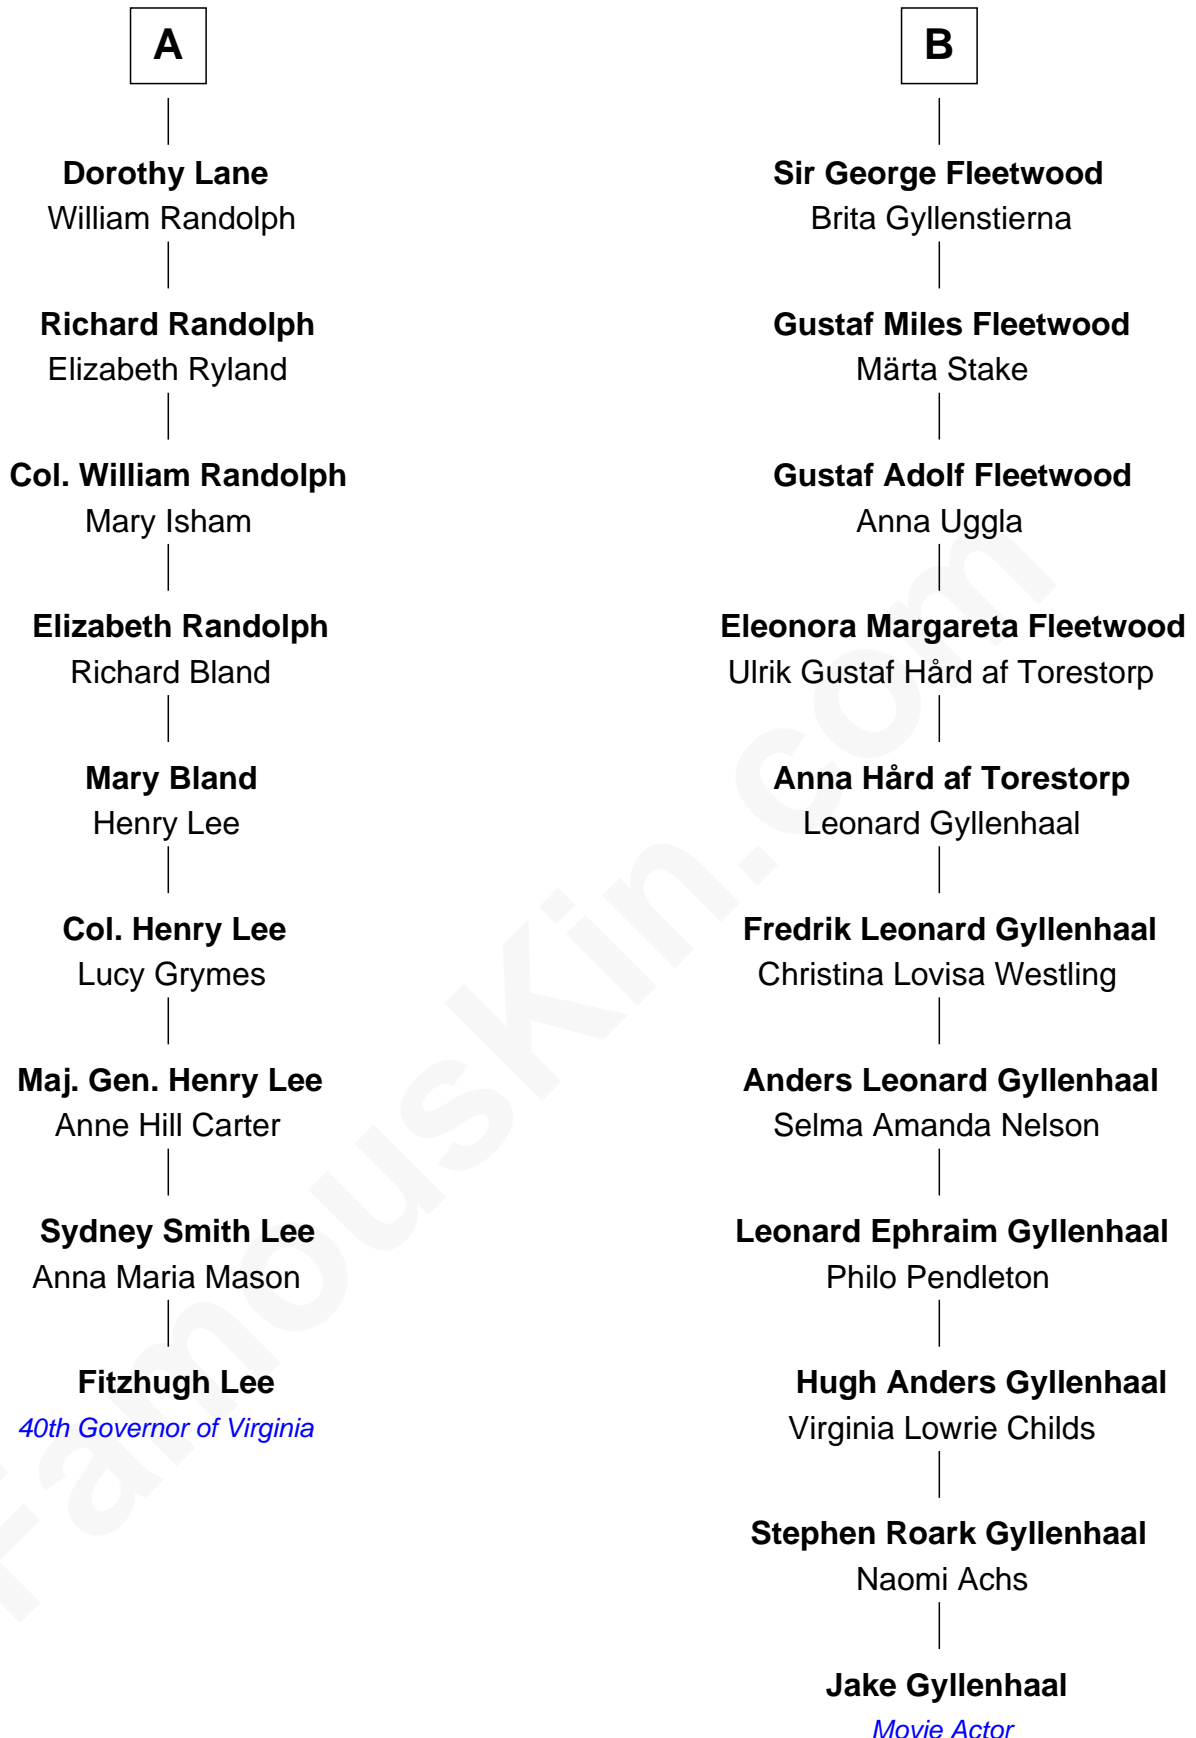 A
Dorothy Lane
William Randolph
Richard Randolph
Elizabeth Ryland
Col. William Randolph
Mary Isham
Elizabeth Randolph
Richard Bland
Mary Bland
Henry Lee
Col. Henry Lee
Lucy Grymes
Maj. Gen. Henry Lee
Anne Hill Carter
Sydney Smith Lee
Anna Maria Mason
Fitzhugh Lee
40th Governor of Virginia
B
Sir George Fleetwood
Brita Gyllenstierna
Gustaf Miles Fleetwood
Märta Stake
Gustaf Adolf Fleetwood
Anna Uggla
Eleonora Margareta Fleetwood
Ulrik Gustaf Hård af Torestorp
Anna Hård af Torestorp
Leonard Gyllenhaal
Fredrik Leonard Gyllenhaal
Christina Lovisa Westling
Anders Leonard Gyllenhaal
Selma Amanda Nelson
Leonard Ephraim Gyllenhaal
Philo Pendleton
Hugh Anders Gyllenhaal
Virginia Lowrie Childs
Stephen Roark Gyllenhaal
Naomi Achs
Jake Gyllenhaal
Movie Actor
FamousKin.com